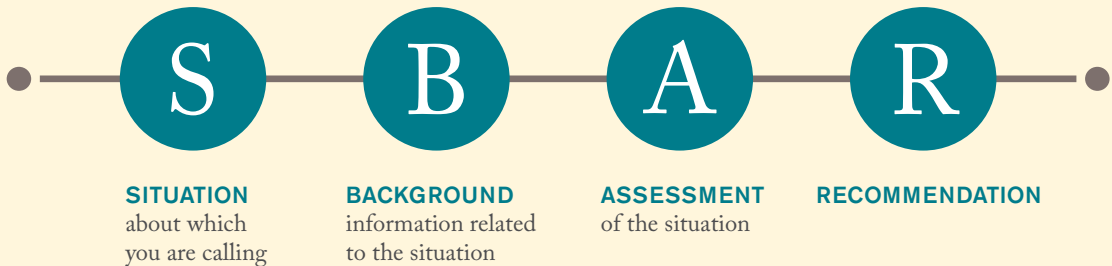 S B A R
SITUATION
about which
you are calling
BACKGROUND
information related
to the situation
ASSESSMENT
of the situation
RECOMMENDATION